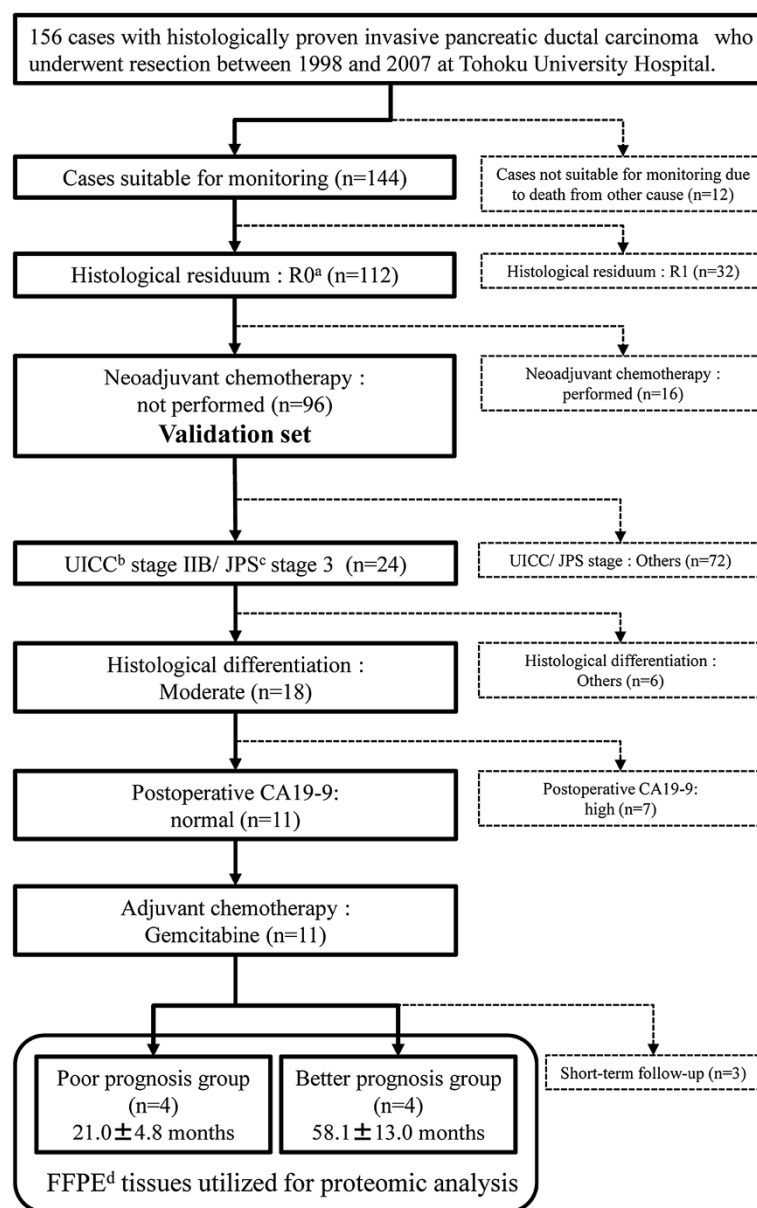 156 cases with histologically proven invasive pancreatic ductal carcinoma who
underwent resection between 1998 and 2007 at Tohoku University Hospital.
Cases suitable for monitoring (n=144)
Cases not suitable for monitoring due
to death from other cause (n=12)
Histological residuum : R0ᵃ (n=112)
Histological residuum : R1 (n=32)
Neoadjuvant chemotherapy :
not performed (n=96)
Validation set
Neoadjuvant chemotherapy :
performed (n=16)
UICCᵇ stage IIB/ JPSᶜ stage 3 (n=24)
UICC/ JPS stage : Others (n=72)
Histological differentiation :
Moderate (n=18)
Histological differentiation :
Others (n=6)
Postoperative CA19-9:
normal (n=11)
Postoperative CA19-9:
high (n=7)
Adjuvant chemotherapy :
Gemcitabine (n=11)
Poor prognosis group
(n=4)
21.0±4.8 months
Better prognosis group
(n=4)
58.1±13.0 months
Short-term follow-up (n=3)
FFPEᵈ tissues utilized for proteomic analysis